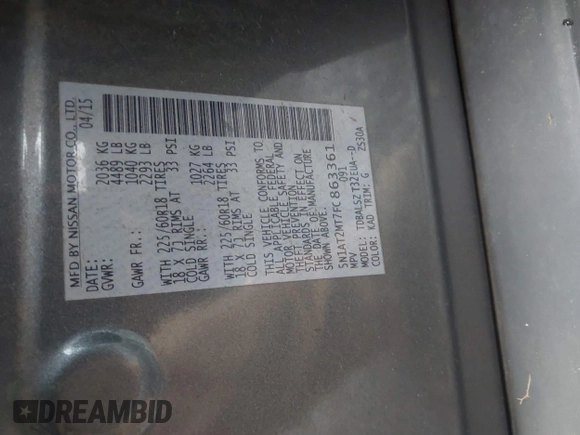 MFD BY NISSAN MOTOR CO., LTD.
DATE: 04/15
GVWR: 2036 KG
4489 LB
GAWR FR: 1040 KG
2293 LB
WITH 225/60R18 TIRES
18 X 7J RIMS AT 33 PSI
COLD SINGLE
GAWR RR: 1027 KG
2264 LB
WITH 225/60R18 TIRES
18 X 7J RIMS AT 33 PSI
COLD SINGLE
THIS VEHICLE CONFORMS TO
ALL APPLICABLE FEDERAL
MOTOR VEHICLE SAFETY AND
THEFT PREVENTION
STANDARDS IN EFFECT ON
THE DATE OF MANUFACTURE
SHOWN ABOVE.
5N1AT2MT7FC863361
MPV 091
MODEL: TDBALSZT32EUA--D
COLOR: KAD TRIM: G 2S30A
DREAMBID